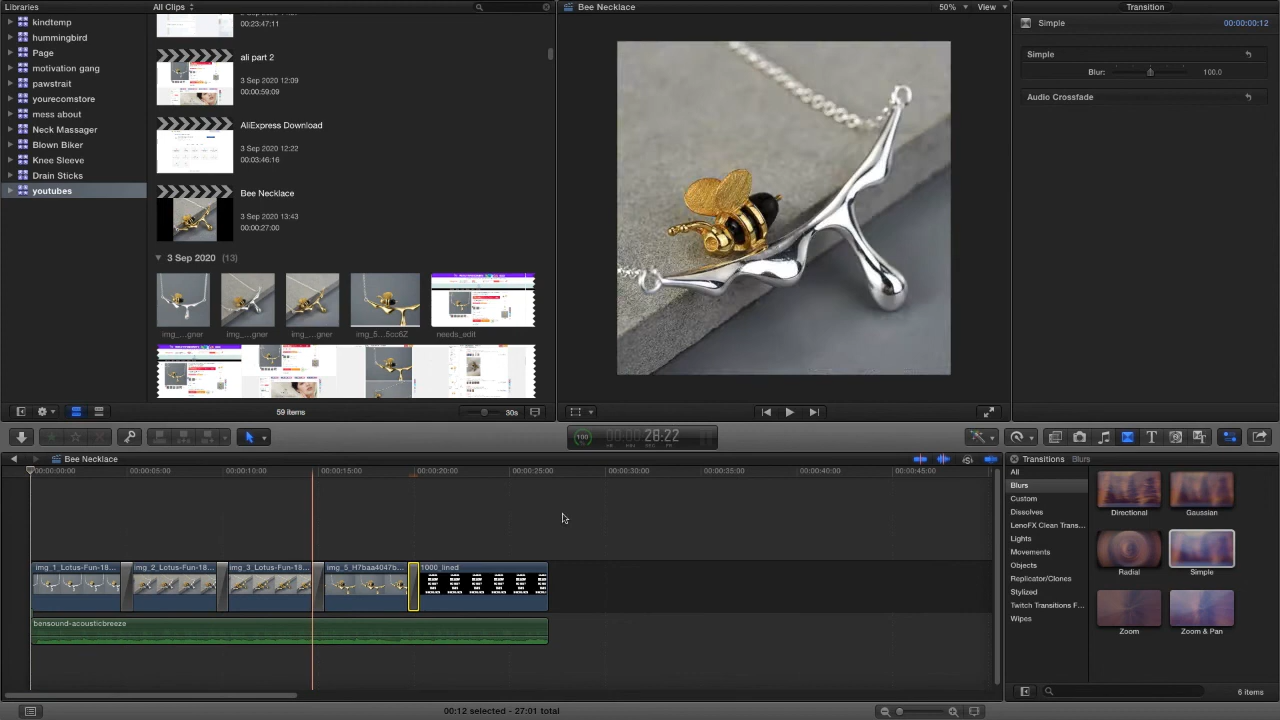 Libraries
All Clips
Bee Necklace
50%
View
Transition
kindtemp
hummingbird
Page
motivation gang
pawstrait
yourecomstore
mess about
Neck Massager
Blown Biker
Knee Sleeve
Drain Sticks
youtubes
00:23:47:11
ali part 2
3 Sep 2020 12:09
00:00:59:09
AliExpress Download
3 Sep 2020 12:22
00:03:46:16
Bee Necklace
3 Sep 2020 13:43
00:00:27:00
3 Sep 2020 (13)
img_...gner
img_...gner
img_...gner
img_5...5cc6Z
needs_edit
59 items
30s
Simple
00:00:00:12
Simple
Blur:
100.0
Audio Crossfade
100
28:22
Bee Necklace
00:00:00:00
00:00:05:00
00:00:10:00
00:00:15:00
00:00:20:00
00:00:25:00
00:00:30:00
00:00:35:00
00:00:40:00
00:00:45:00
img_1_Lotus-Fun-18...
img_2_Lotus-Fun-18...
img_3_Lotus-Fun-18...
img_5_H7baa4047b...
1000_lined
bensound-acousticbreeze
Transitions
Blurs
All
Blurs
Custom
Dissolves
LenoFX Clean Trans...
Lights
Movements
Objects
Replicator/Clones
Stylized
Twitch Transitions F...
Wipes
Directional
Gaussian
Radial
Simple
Zoom
Zoom & Pan
6 items
00:12 selected - 27:01 total